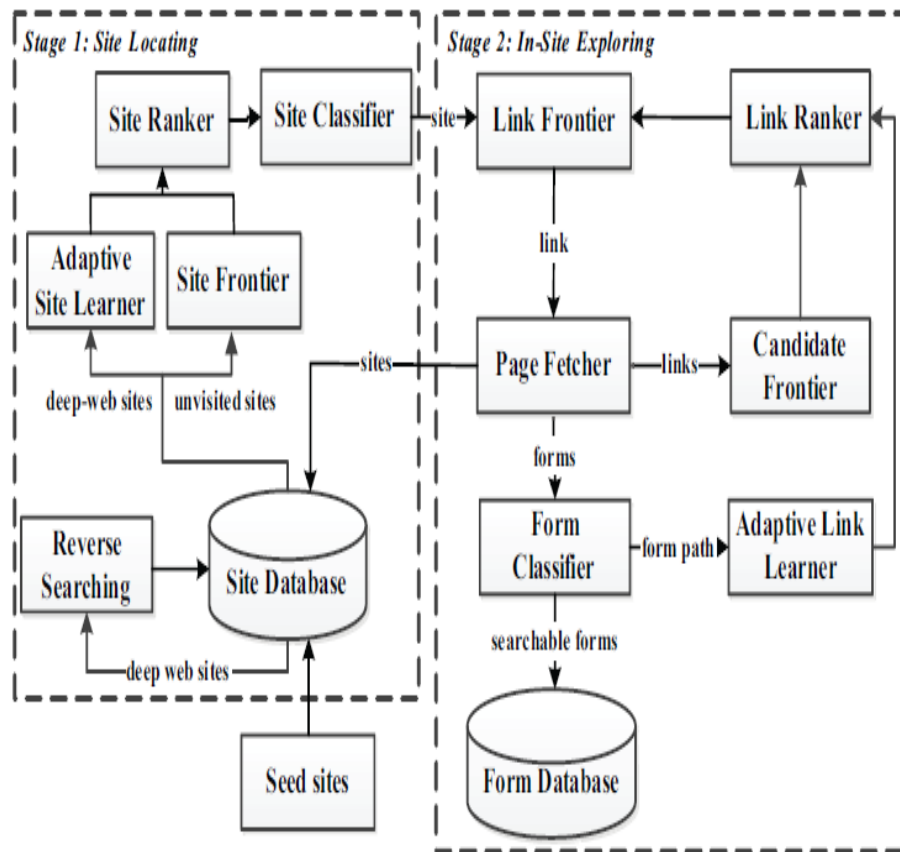 Stage 1: Site Locating
Site Ranker
Site Classifier
site
Adaptive
Site Learner
Site Frontier
deep-web sites
unvisited sites
sites
Reverse
Searching
Site Database
deep web sites
Seed sites
Stage 2: In-Site Exploring
Link Frontier
Link Ranker
link
Page Fetcher
links
Candidate
Frontier
forms
Form
Classifier
form path
Adaptive Link
Learner
searchable forms
Form Database